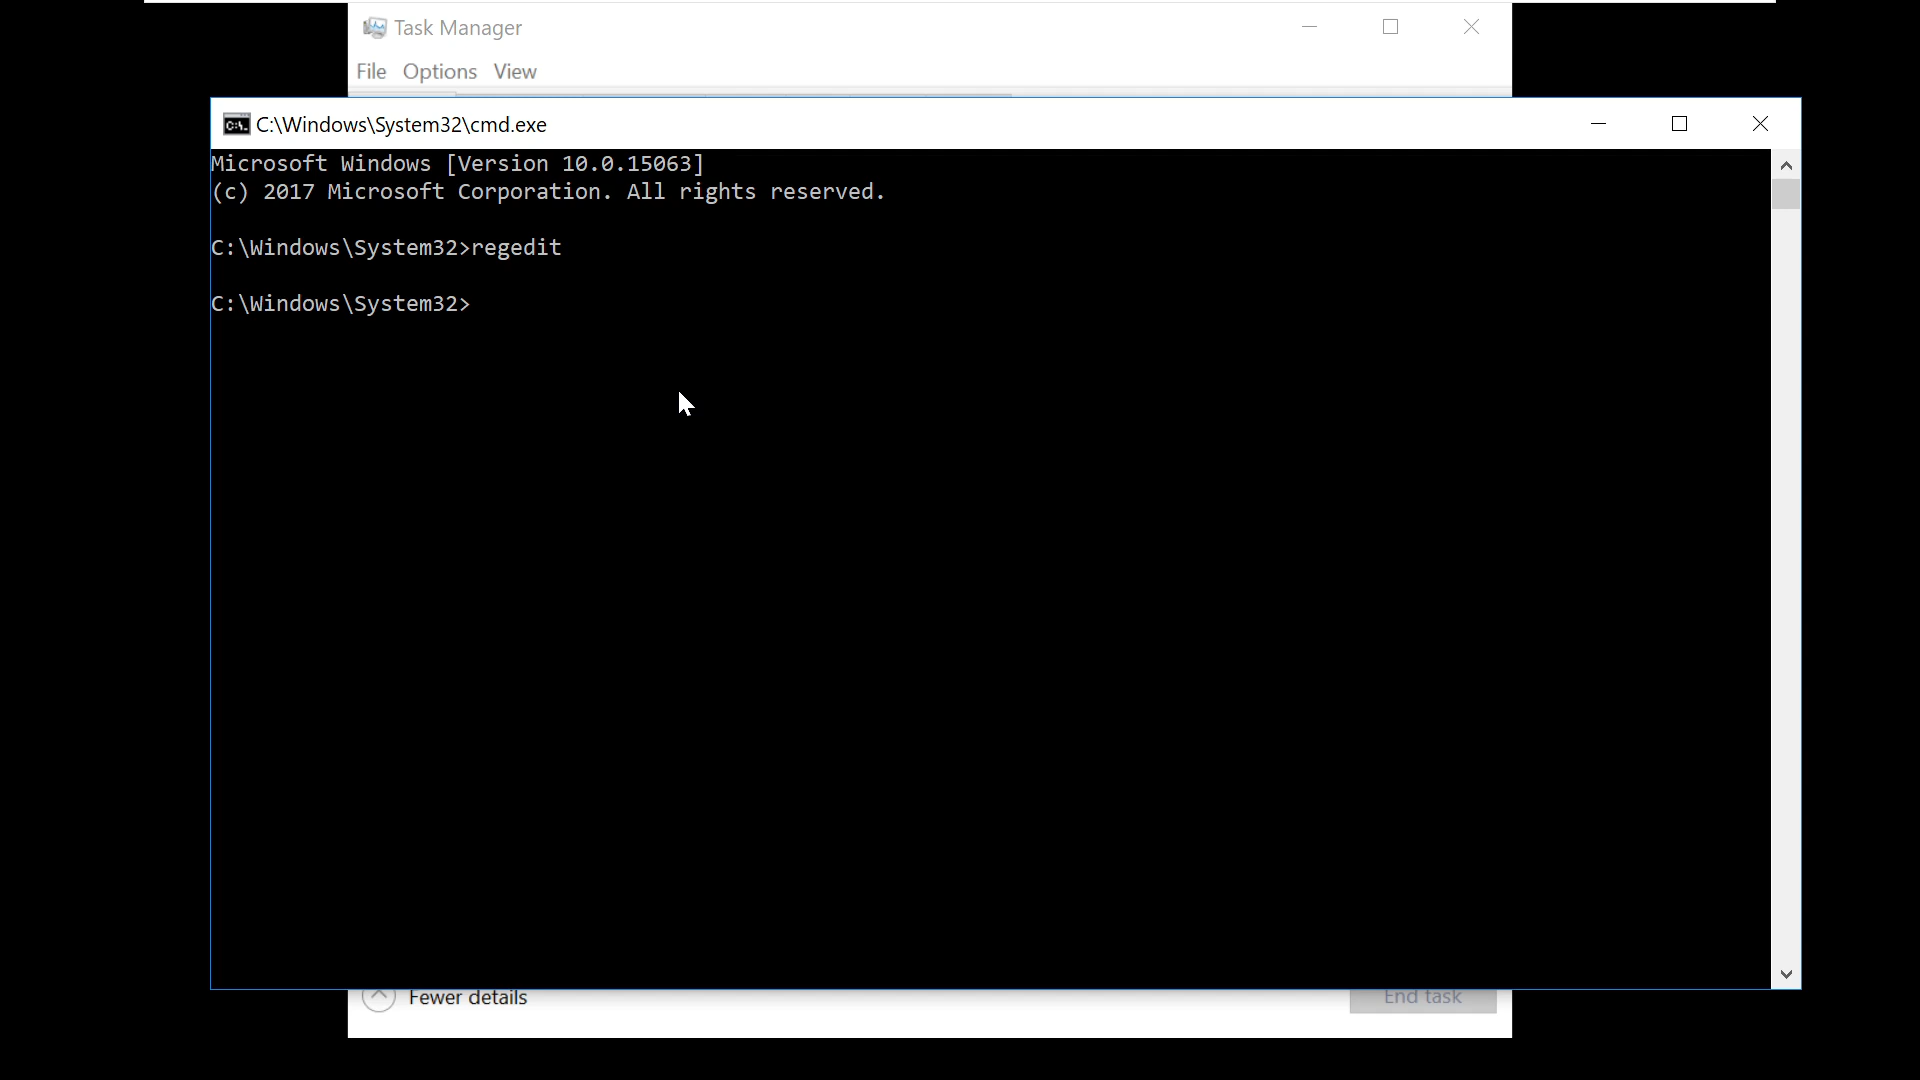 Task Manager
File Options View
C:\Windows\System32\cmd.exe
Microsoft Windows [Version 10.0.15063]
(c) 2017 Microsoft Corporation. All rights reserved.
C:\Windows\System32>regedit
C:\Windows\System32>
Fewer details
End task